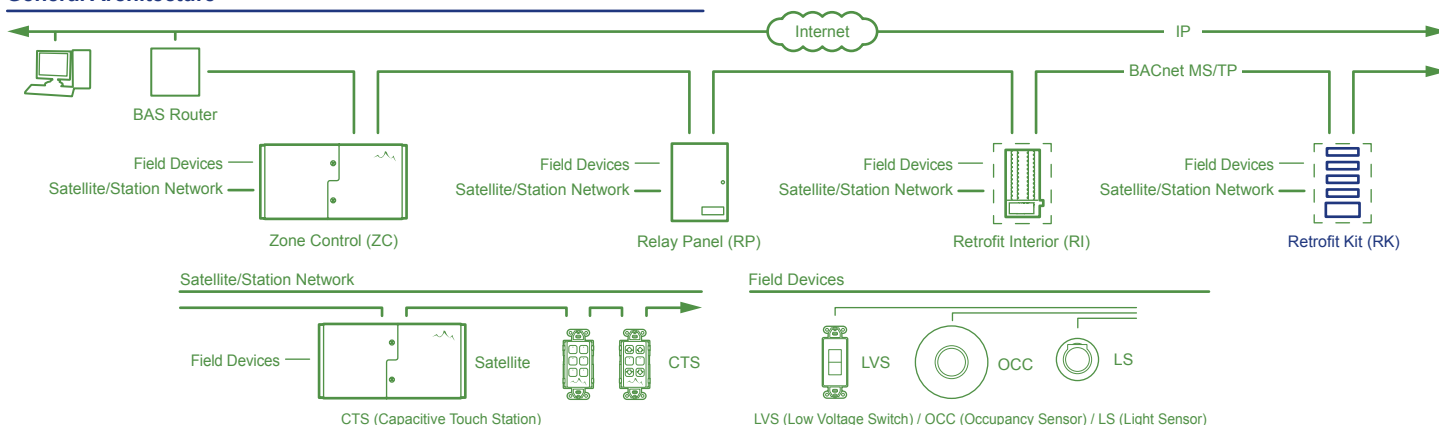 General Architecture
Internet
IP
BACnet MS/TP
BAS Router
Field Devices
Satellite/Station Network
Zone Control (ZC)
Field Devices
Satellite/Station Network
Relay Panel (RP)
Field Devices
Satellite/Station Network
Retrofit Interior (RI)
Field Devices
Satellite/Station Network
Retrofit Kit (RK)
Satellite/Station Network
Field Devices
Satellite
CTS
CTS (Capacitive Touch Station)
Field Devices
LVS
OCC
LS
LVS (Low Voltage Switch) / OCC (Occupancy Sensor) / LS (Light Sensor)